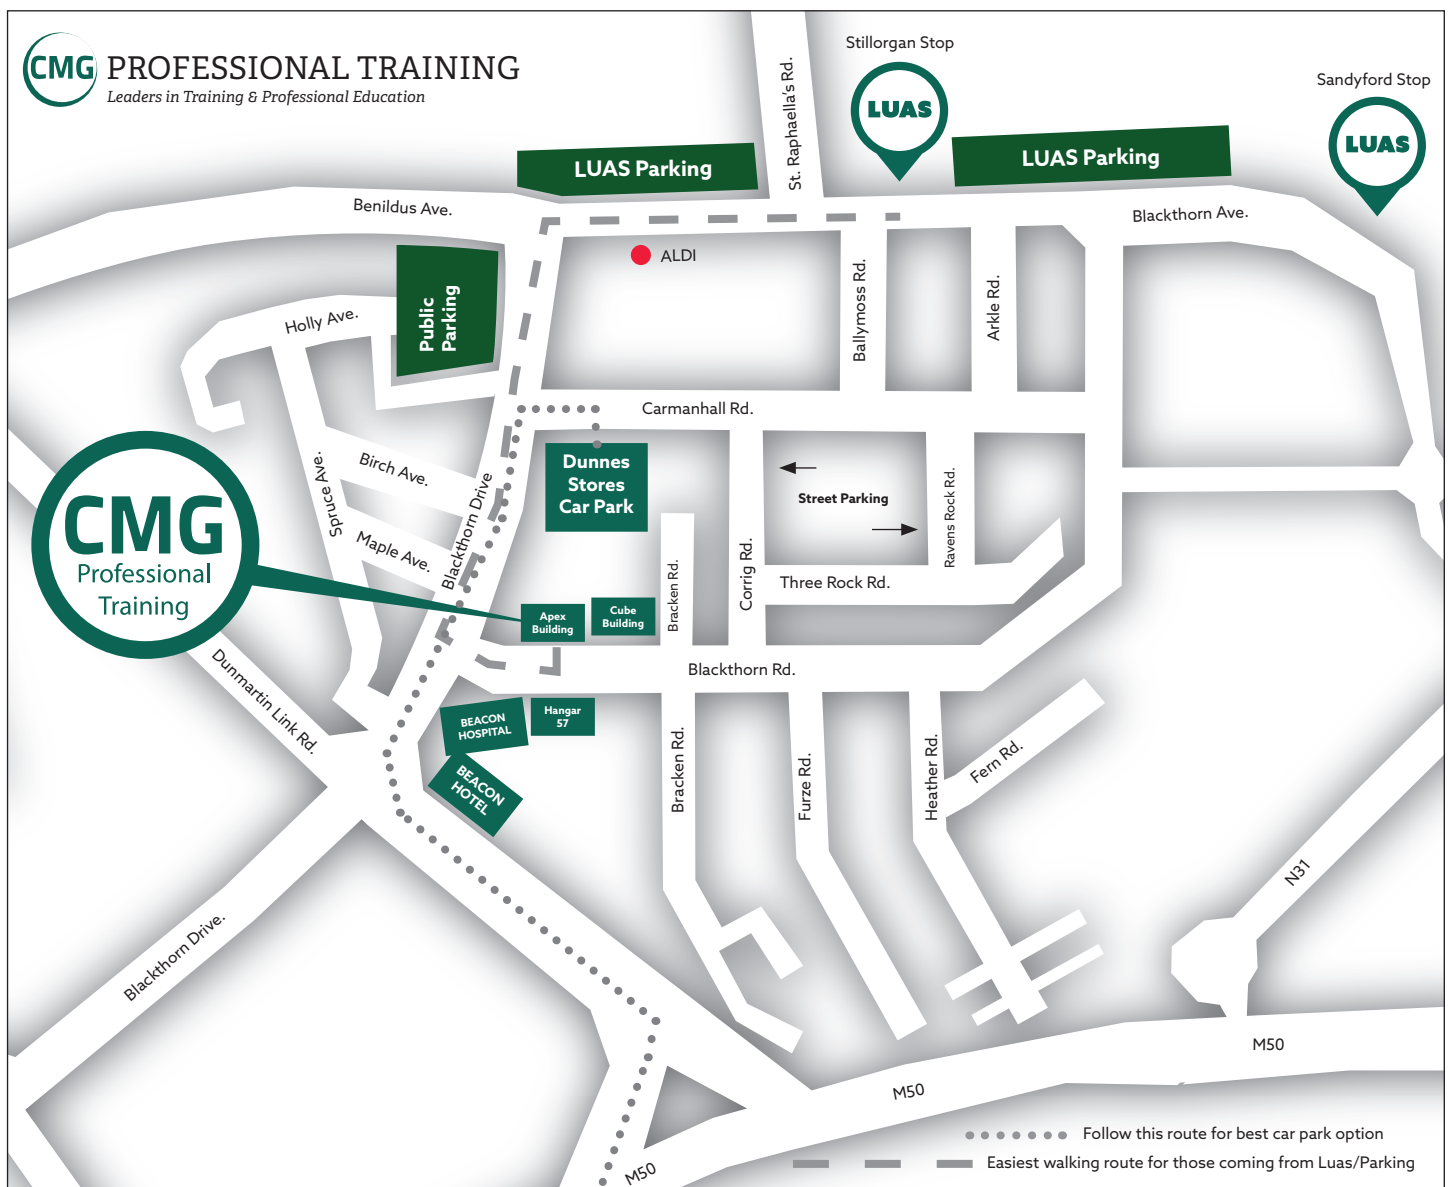 CMG PROFESSIONAL TRAINING
Leaders in Training & Professional Education
Stillorgan Stop
LUAS
Sandyford Stop
LUAS
St. Raphaella's Rd.
LUAS Parking
LUAS Parking
Benildus Ave.
Blackthorn Ave.
ALDI
Public
Parking
Holly Ave.
Ballymoss Rd.
Arkle Rd.
Carmanhall Rd.
Birch Ave.
Spruce Ave.
Maple Ave.
Blackthorn Drive
Dunnes
Stores
Car Park
Street Parking
Ravens Rock Rd.
Corrig Rd.
Bracken Rd.
Three Rock Rd.
CMG
Professional
Training
Apex
Building
Cube
Building
Blackthorn Rd.
Dunmartin Link Rd.
BEACON
HOSPITAL
Hangar
57
BEACON
HOTEL
Bracken Rd.
Furze Rd.
Heather Rd.
Fern Rd.
N31
Blackthorn Drive.
M50
M50
M50
Follow this route for best car park option
Easiest walking route for those coming from Luas/Parking